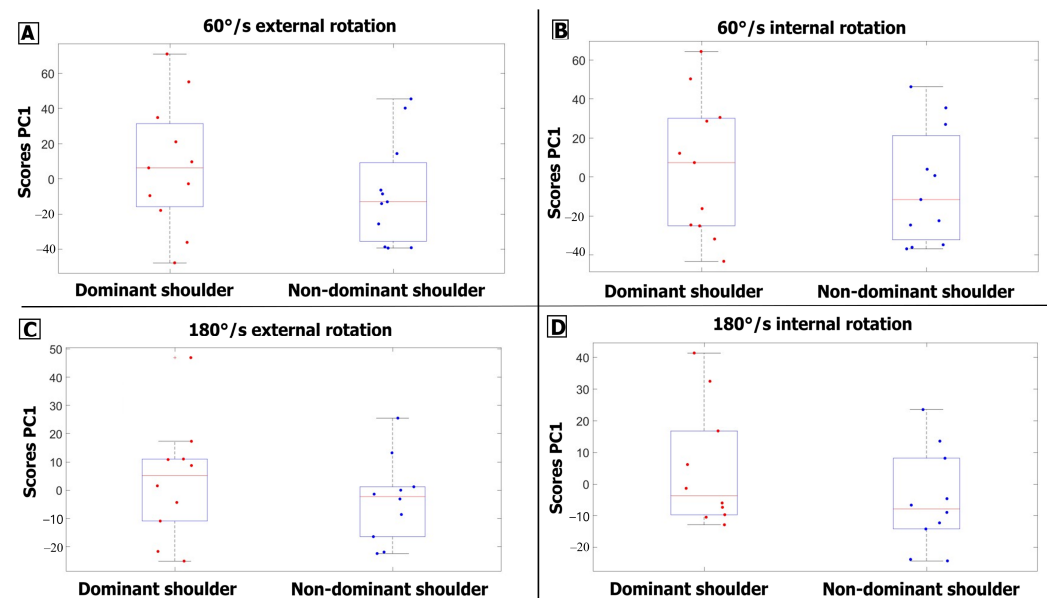 A
60°/s external rotation
Scores PC1
60
40
20
0
−20
−40
Dominant shoulder Non-dominant shoulder
B
60°/s internal rotation
Scores PC1
60
40
20
0
−20
−40
Dominant shoulder Non-dominant shoulder
C
180°/s external rotation
Scores PC1
50
40
30
20
10
0
−10
−20
Dominant shoulder Non-dominant shoulder
D
180°/s internal rotation
Scores PC1
40
30
20
10
0
−10
−20
Dominant shoulder Non-dominant shoulder